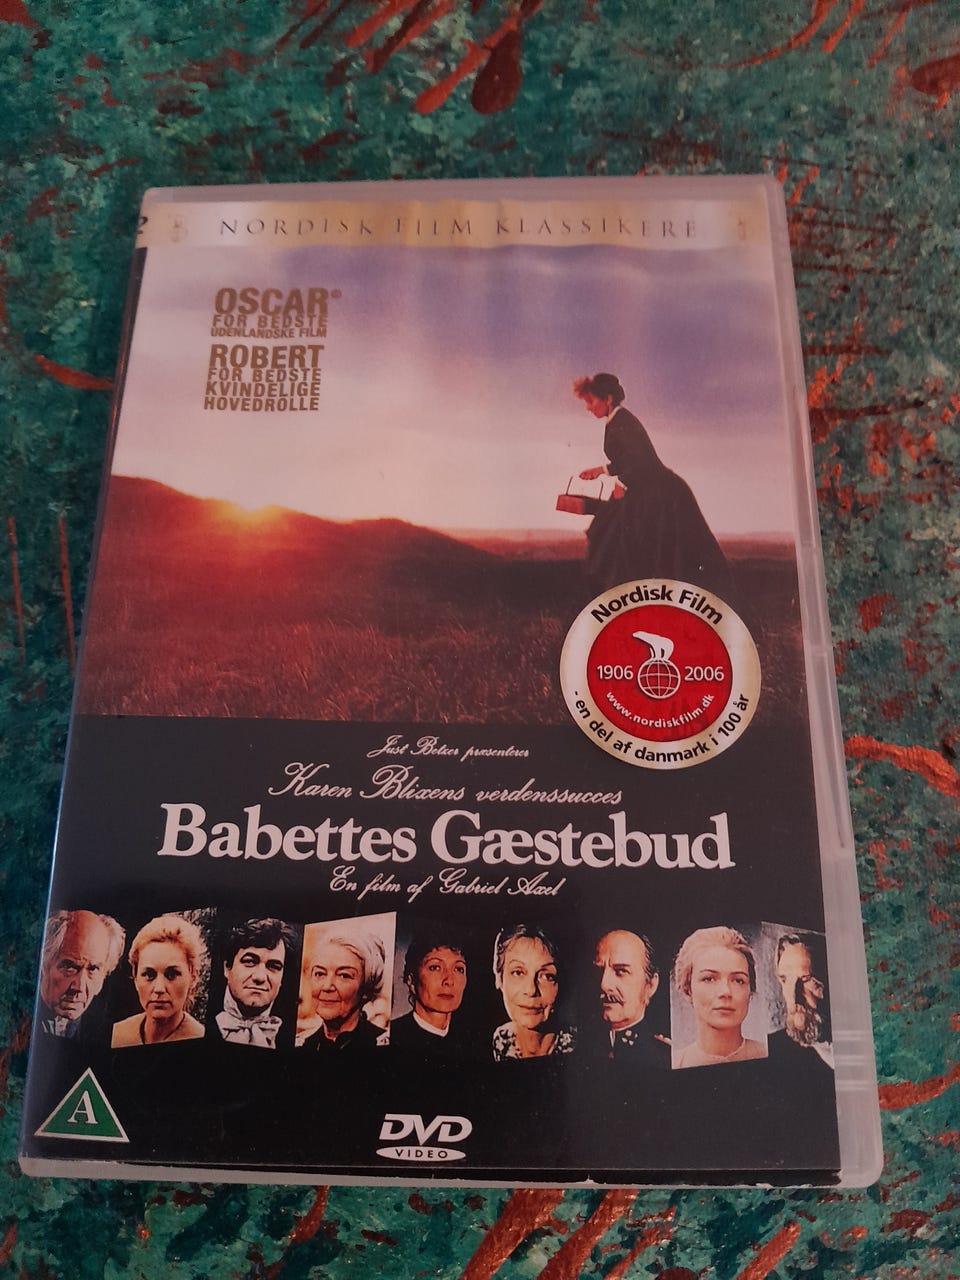 NORDISK FILM KLASSIKERE
OSCAR®
FOR BEDSTE
UDENLANDSKE FILM
ROBERT
FOR BEDSTE
KVINDELIGE
HOVEDROLLE
Nordisk Film
1906 2006
www.nordiskfilm.dk
- en del af danmark i 100 år
Just Betzer præsenterer
Karen Blixens verdenssucces
Babettes Gæstebud
En film af Gabriel Axel
A
DVD
VIDEO